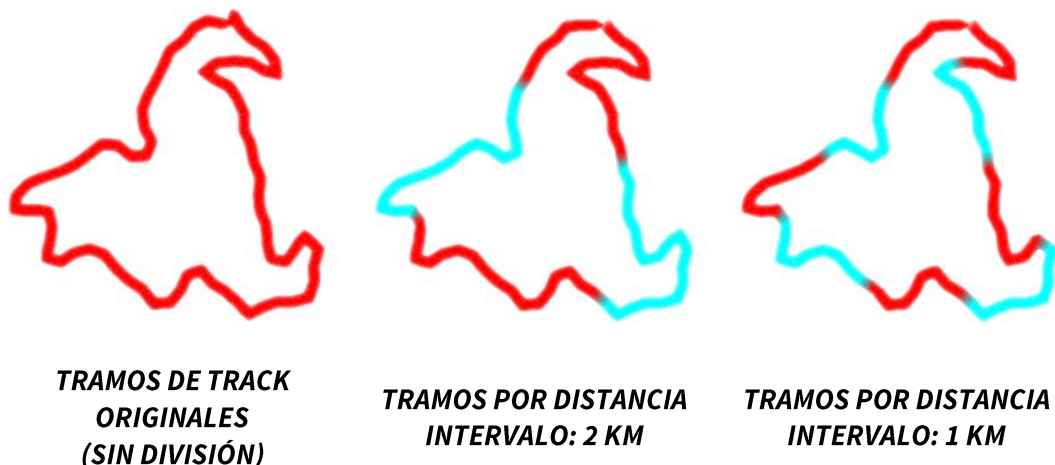 TRAMOS DE TRACK
ORIGINALES
(SIN DIVISIÓN)
TRAMOS POR DISTANCIA
INTERVALO: 2 KM
TRAMOS POR DISTANCIA
INTERVALO: 1 KM